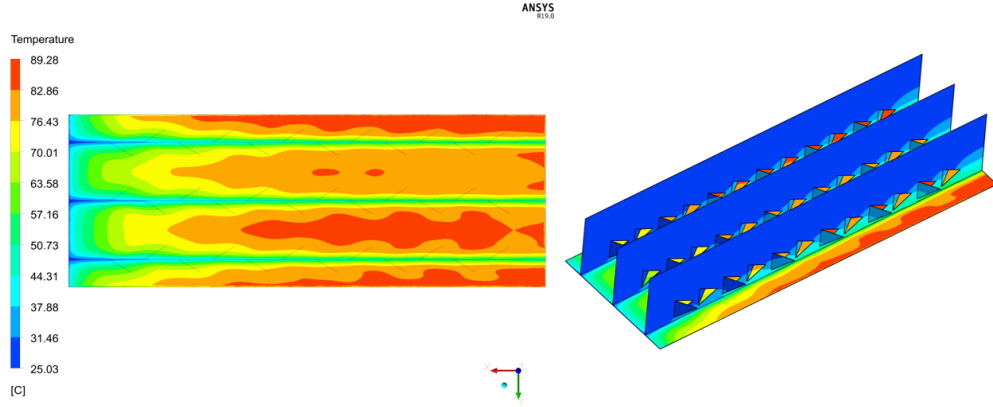 ANSYS
R19.0
Temperature
89.28
82.86
76.43
70.01
63.58
57.16
50.73
44.31
37.88
31.46
25.03
[C]
X